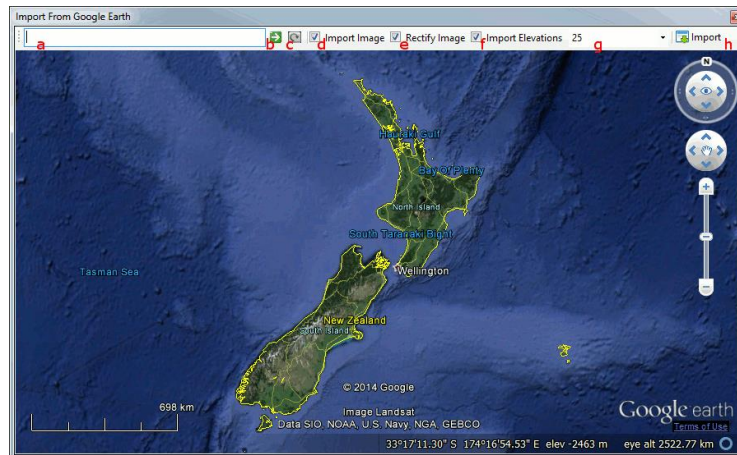 Import From Google Earth
Import Image Rectify Image Import Elevations 25 Import
a b c d e f g h
N
Hauraki Gulf
Bay Of Plenty
North Island
South Taranaki Bight
Tasman Sea
Wellington
New Zealand
South Island
© 2014 Google
698 km
Image Landsat
Data SIO, NOAA, U.S. Navy, NGA, GEBCO
Google earth
Terms of Use
33°17'11.30" S 174°16'54.53" E elev -2463 m eye alt 2522.77 km